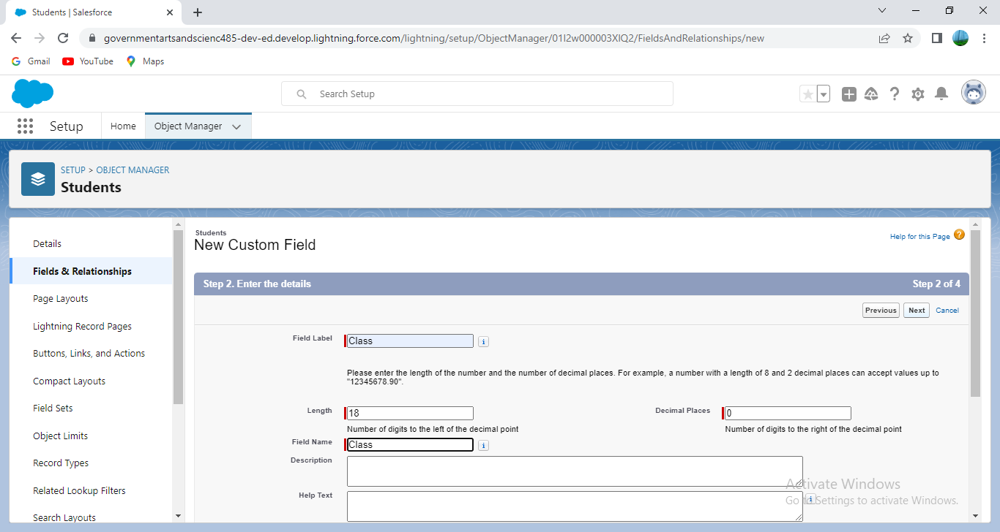 Students | Salesforce
governmentartsandscienc485-dev-ed.develop.lightning.force.com/lightning/setup/ObjectManager/01I2w000003XlQ2/FieldsAndRelationships/new
Gmail YouTube Maps
Search Setup
Setup Home Object Manager
SETUP > OBJECT MANAGER
Students
Details
Fields & Relationships
Page Layouts
Lightning Record Pages
Buttons, Links, and Actions
Compact Layouts
Field Sets
Object Limits
Record Types
Related Lookup Filters
Search Layouts
Students
New Custom Field
Help for this Page ?
Step 2. Enter the details Step 2 of 4
Previous Next Cancel
Field Label Class i
Please enter the length of the number and the number of decimal places. For example, a number with a length of 8 and 2 decimal places can accept values up to
"12345678.90".
Length 18 Decimal Places 0
Number of digits to the left of the decimal point Number of digits to the right of the decimal point
Field Name Class i
Description
Help Text i
Activate Windows
Go to Settings to activate Windows.